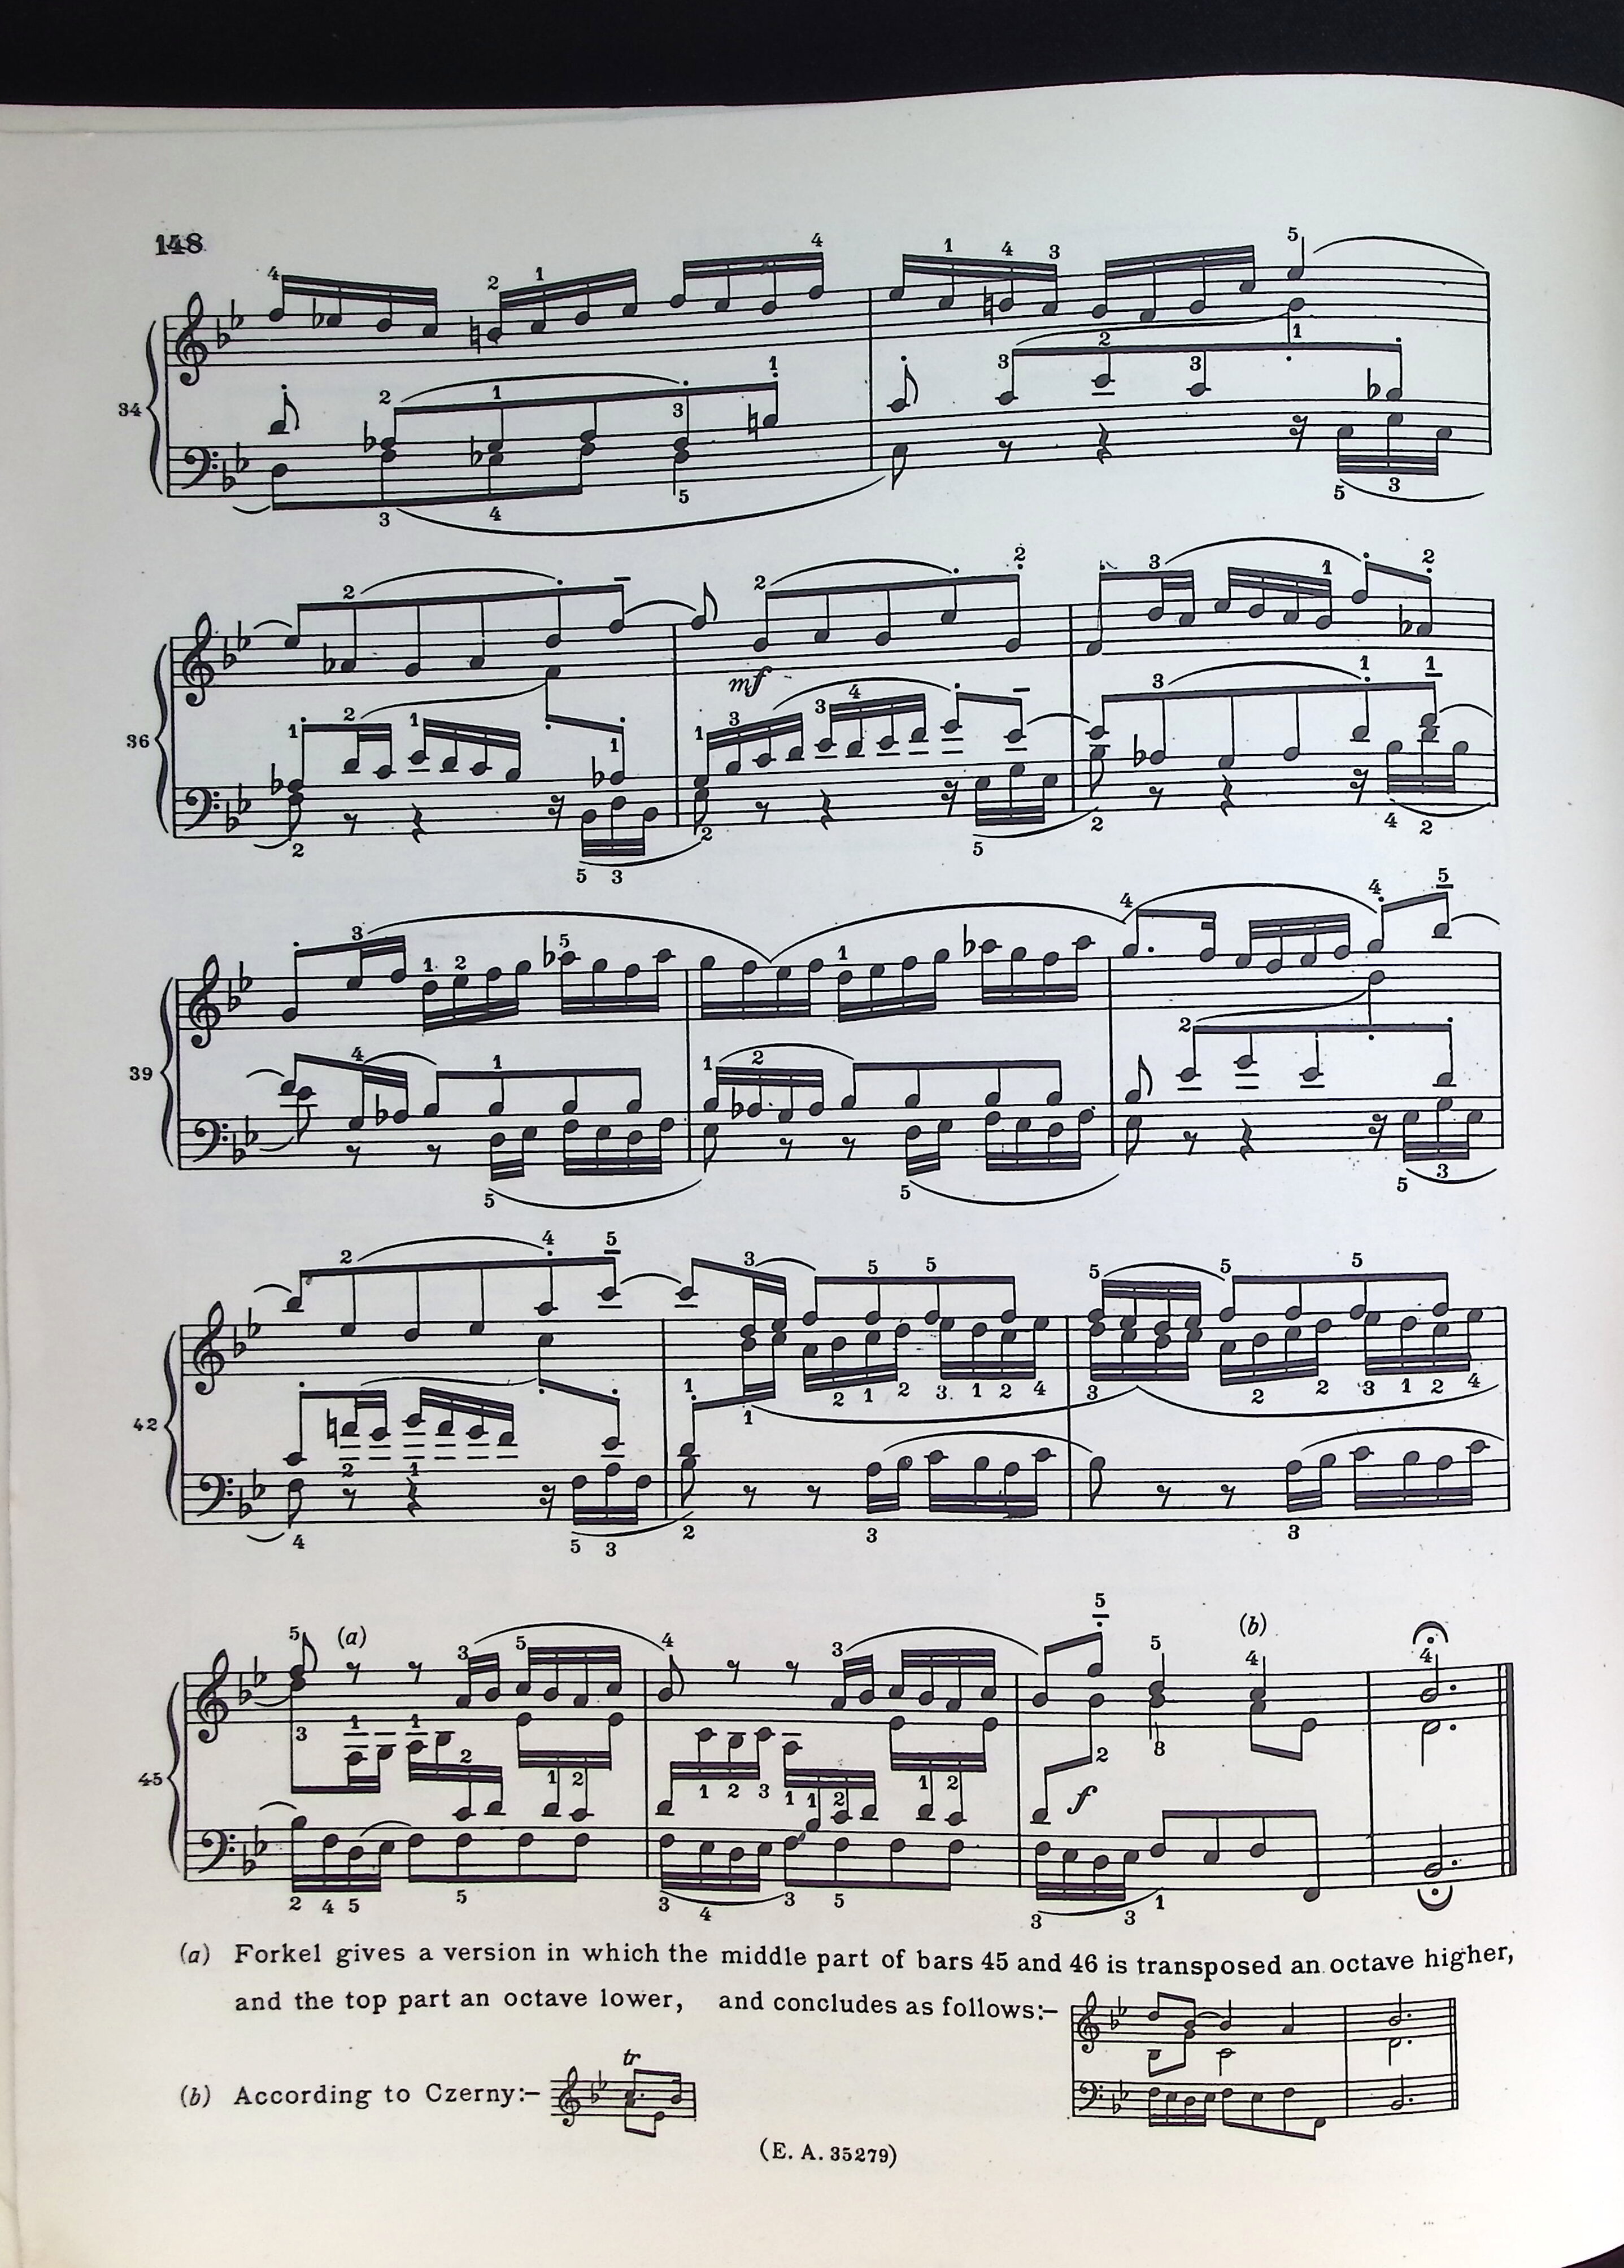 148
34
36
mf
39
42
(a)
(b)
45
f
(a) Forkel gives a version in which the middle part of bars 45 and 46 is transposed an octave higher,
and the top part an octave lower, and concludes as follows:–
tr
(b) According to Czerny:–
(E. A. 35279)